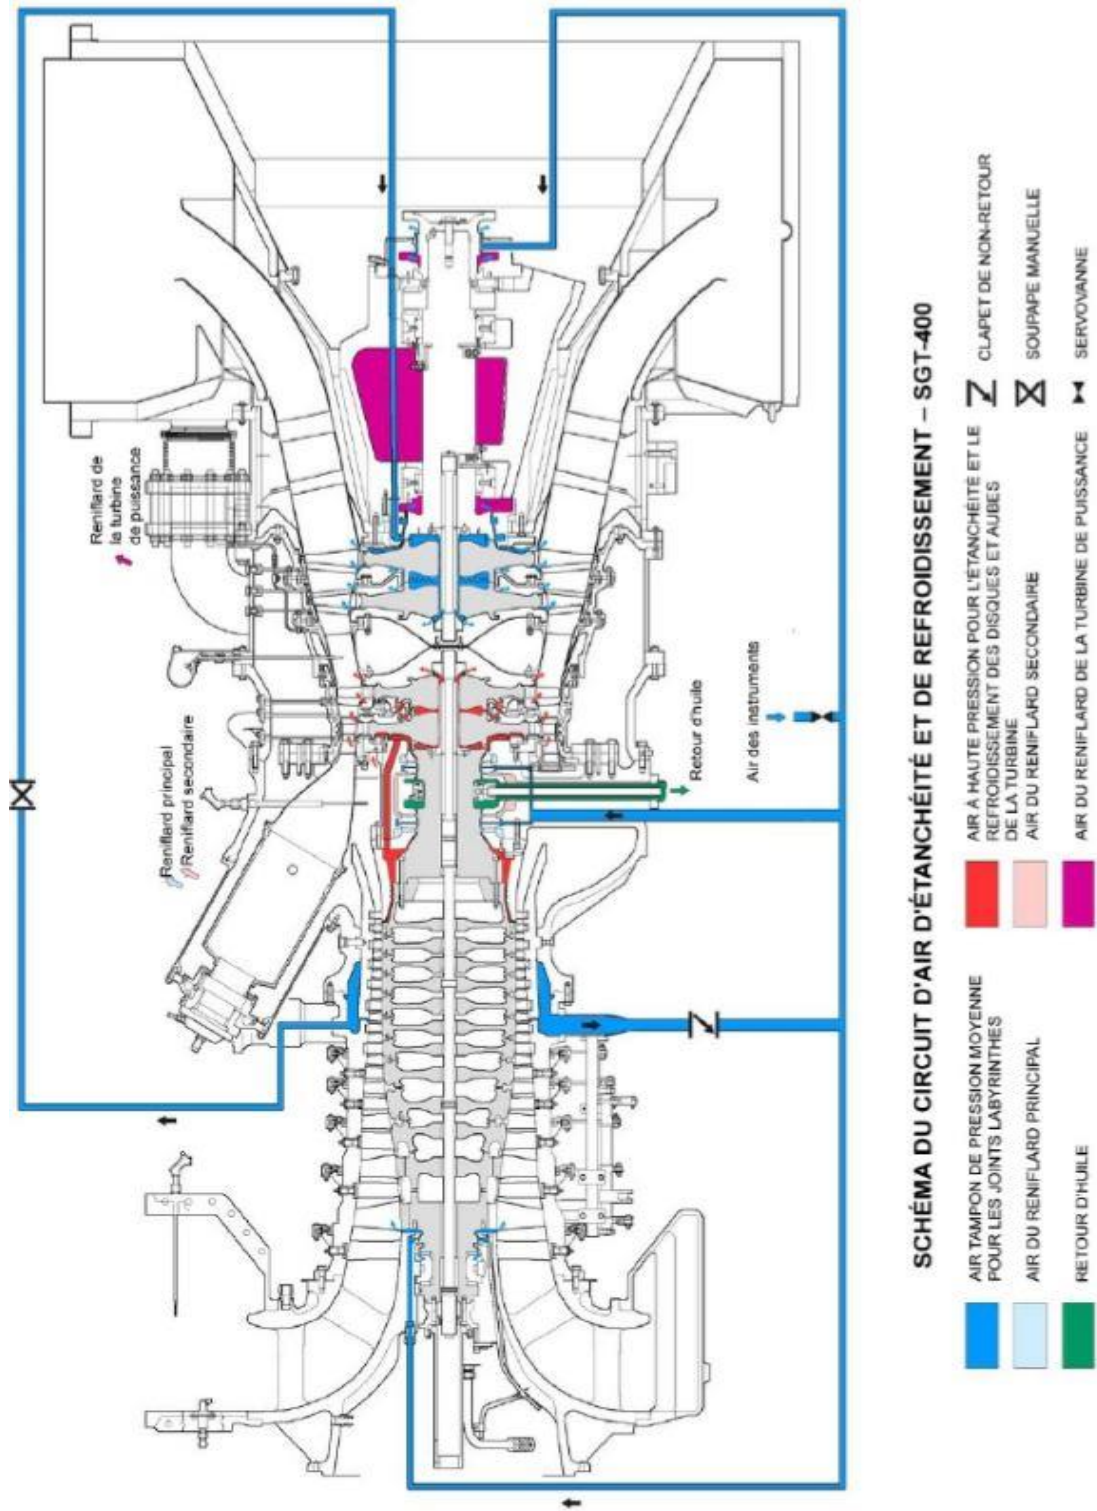 Reniflard de
la turbine
de puissance
Reniflard principal
Reniflard secondaire
Retour d'huile
Air des instruments
SCHÉMA DU CIRCUIT D'AIR D'ÉTANCHÉITÉ ET DE REFROIDISSEMENT – SGT-400
AIR TAMPON DE PRESSION MOYENNE
POUR LES JOINTS LABYRINTHES
AIR DU RENIFLARD PRINCIPAL
RETOUR D'HUILE
AIR À HAUTE PRESSION POUR L'ÉTANCHÉITÉ ET LE
REFROIDISSEMENT DES DISQUES ET AUBES
DE LA TURBINE
AIR DU RENIFLARD SECONDAIRE
AIR DU RENIFLARD DE LA TURBINE DE PUISSANCE
CLAPET DE NON-RETOUR
SOUPAPE MANUELLE
SERVOVANNE